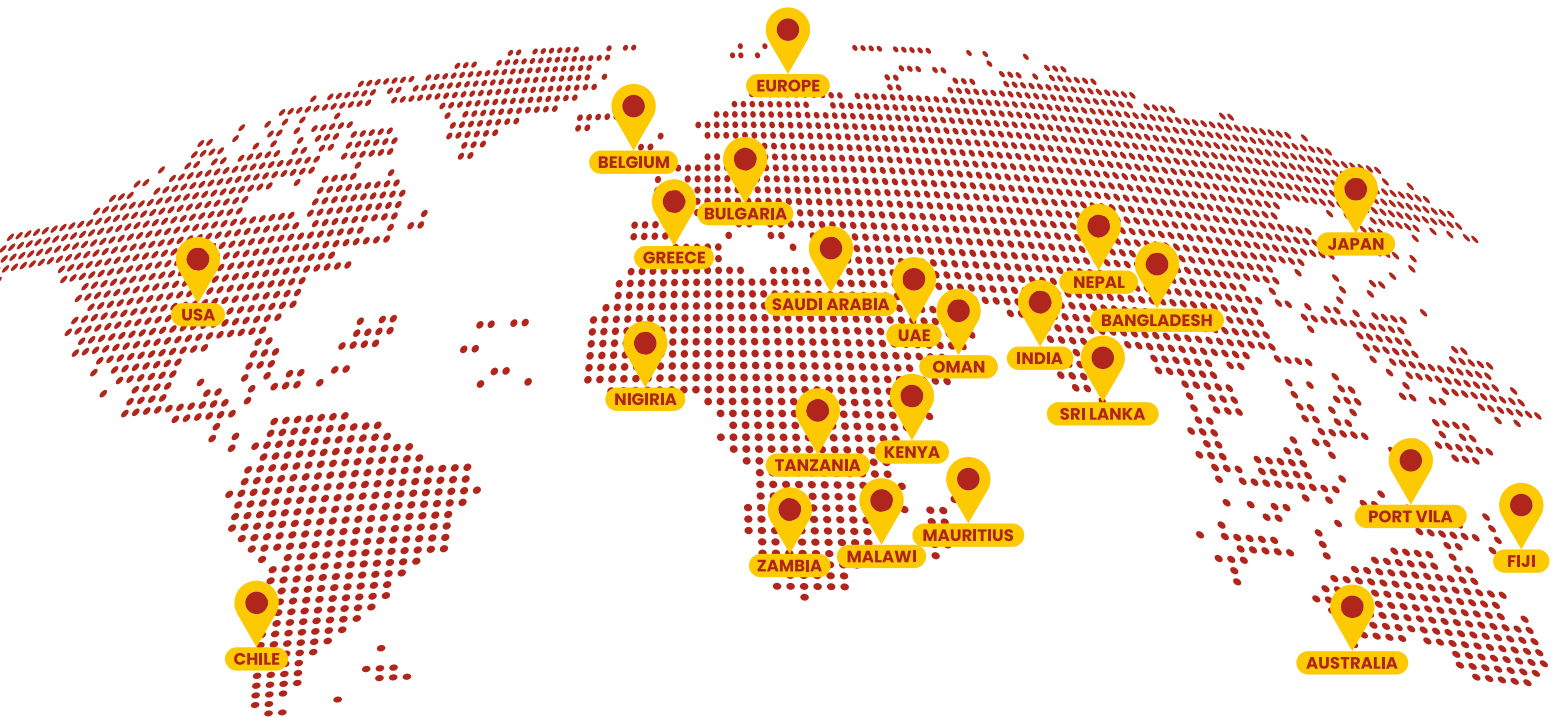 EUROPE
BELGIUM
BULGARIA
JAPAN
GREECE
NEPAL
SAUDI ARABIA
USA
BANGLADESH
UAE
INDIA
OMAN
NIGIRIA
SRI LANKA
KENYA
TANZANIA
PORT VILA
MAURITIUS
MALAWI
FIJI
ZAMBIA
CHILE
AUSTRALIA